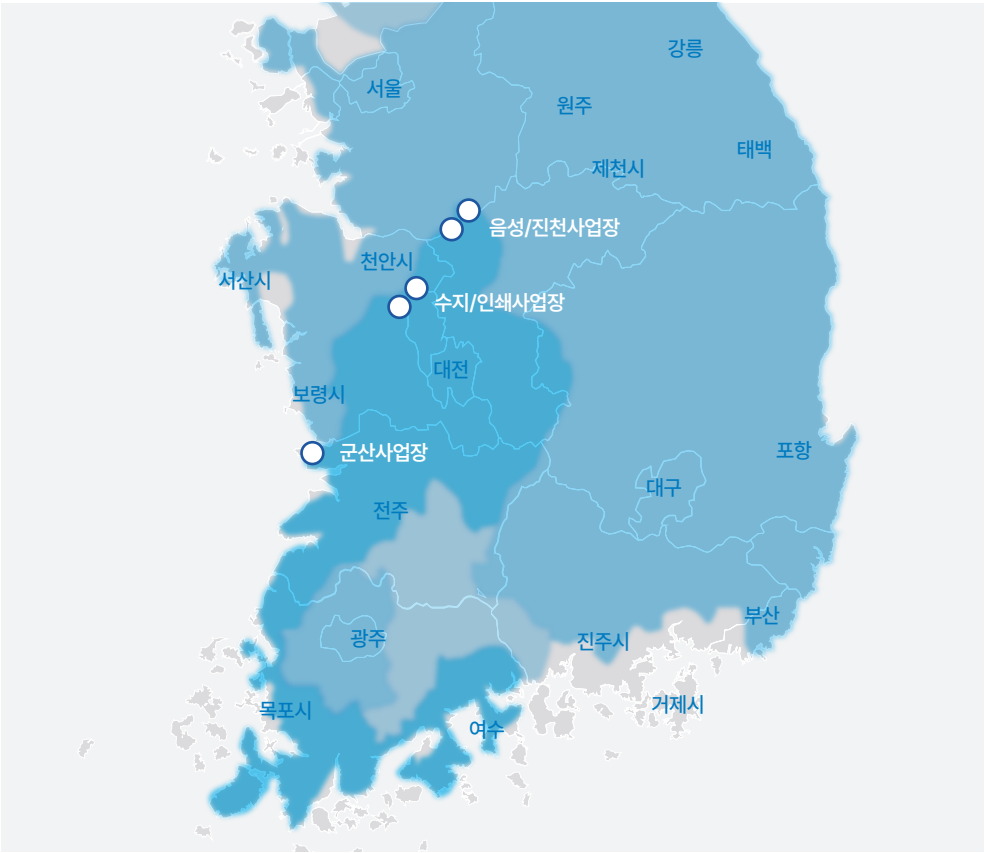 강릉
서울
원주
태백
제천시
음성/진천사업장
천안시
서산시
수지/인쇄사업장
대전
보령시
포항
군산사업장
대구
전주
부산
광주
진주시
거제시
목포시
여수